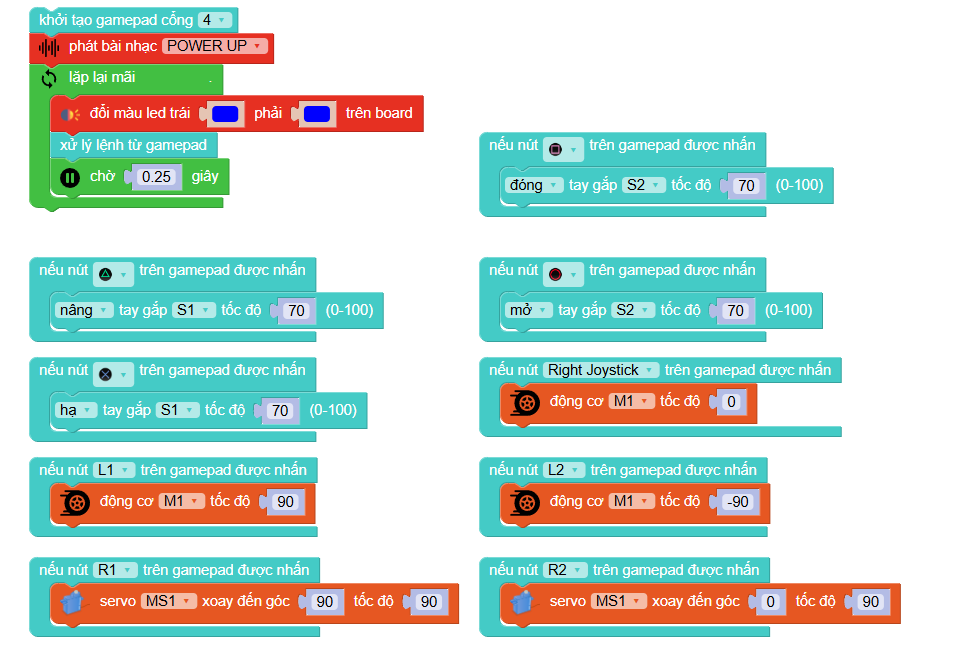 khởi tạo gamepad cổng 4
phát bài nhạc POWER UP
lặp lại mãi .
đổi màu led trái phải trên board
xử lý lệnh từ gamepad
chờ 0.25 giây
nếu nút trên gamepad được nhấn
đóng tay gắp S2 tốc độ 70 (0-100)
nếu nút trên gamepad được nhấn
nâng tay gắp S1 tốc độ 70 (0-100)
nếu nút trên gamepad được nhấn
mở tay gắp S2 tốc độ 70 (0-100)
nếu nút trên gamepad được nhấn
hạ tay gắp S1 tốc độ 70 (0-100)
nếu nút Right Joystick trên gamepad được nhấn
động cơ M1 tốc độ 0
nếu nút L1 trên gamepad được nhấn
động cơ M1 tốc độ 90
nếu nút L2 trên gamepad được nhấn
động cơ M1 tốc độ -90
nếu nút R1 trên gamepad được nhấn
servo MS1 xoay đến góc 90 tốc độ 90
nếu nút R2 trên gamepad được nhấn
servo MS1 xoay đến góc 0 tốc độ 90